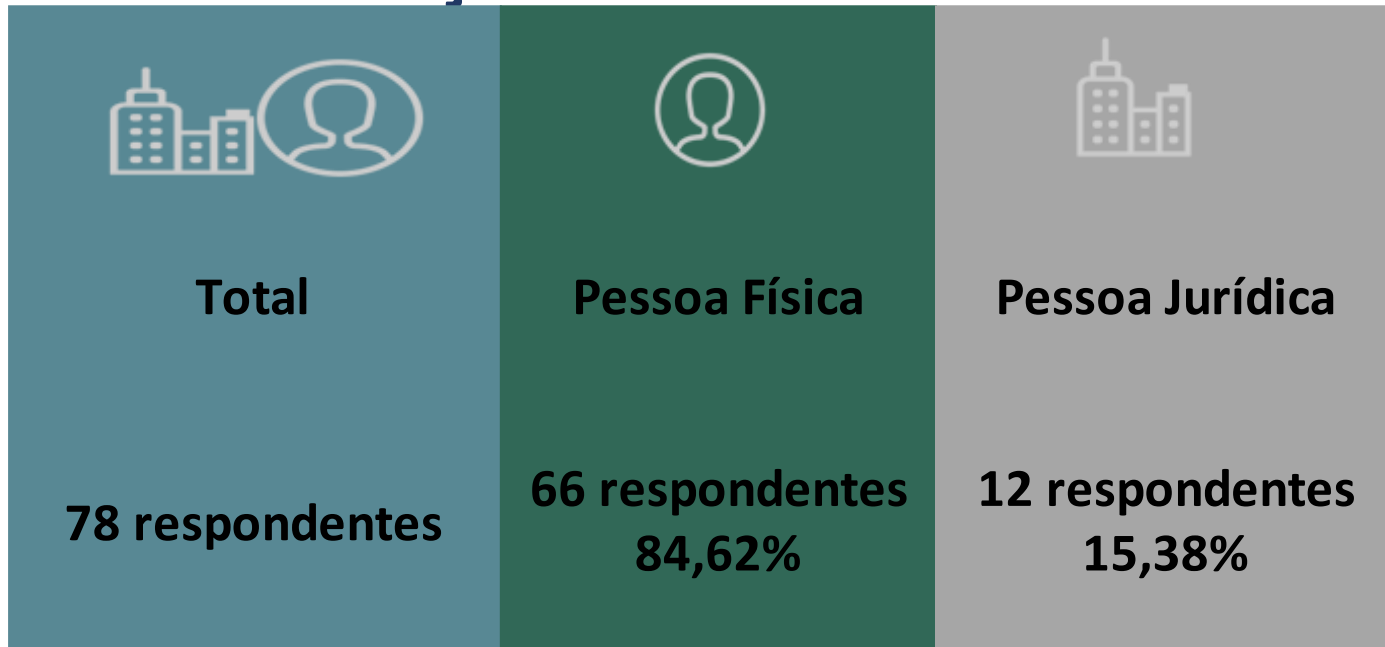 Total
78 respondentes
Pessoa Física
66 respondentes
84,62%
Pessoa Jurídica
12 respondentes
15,38%